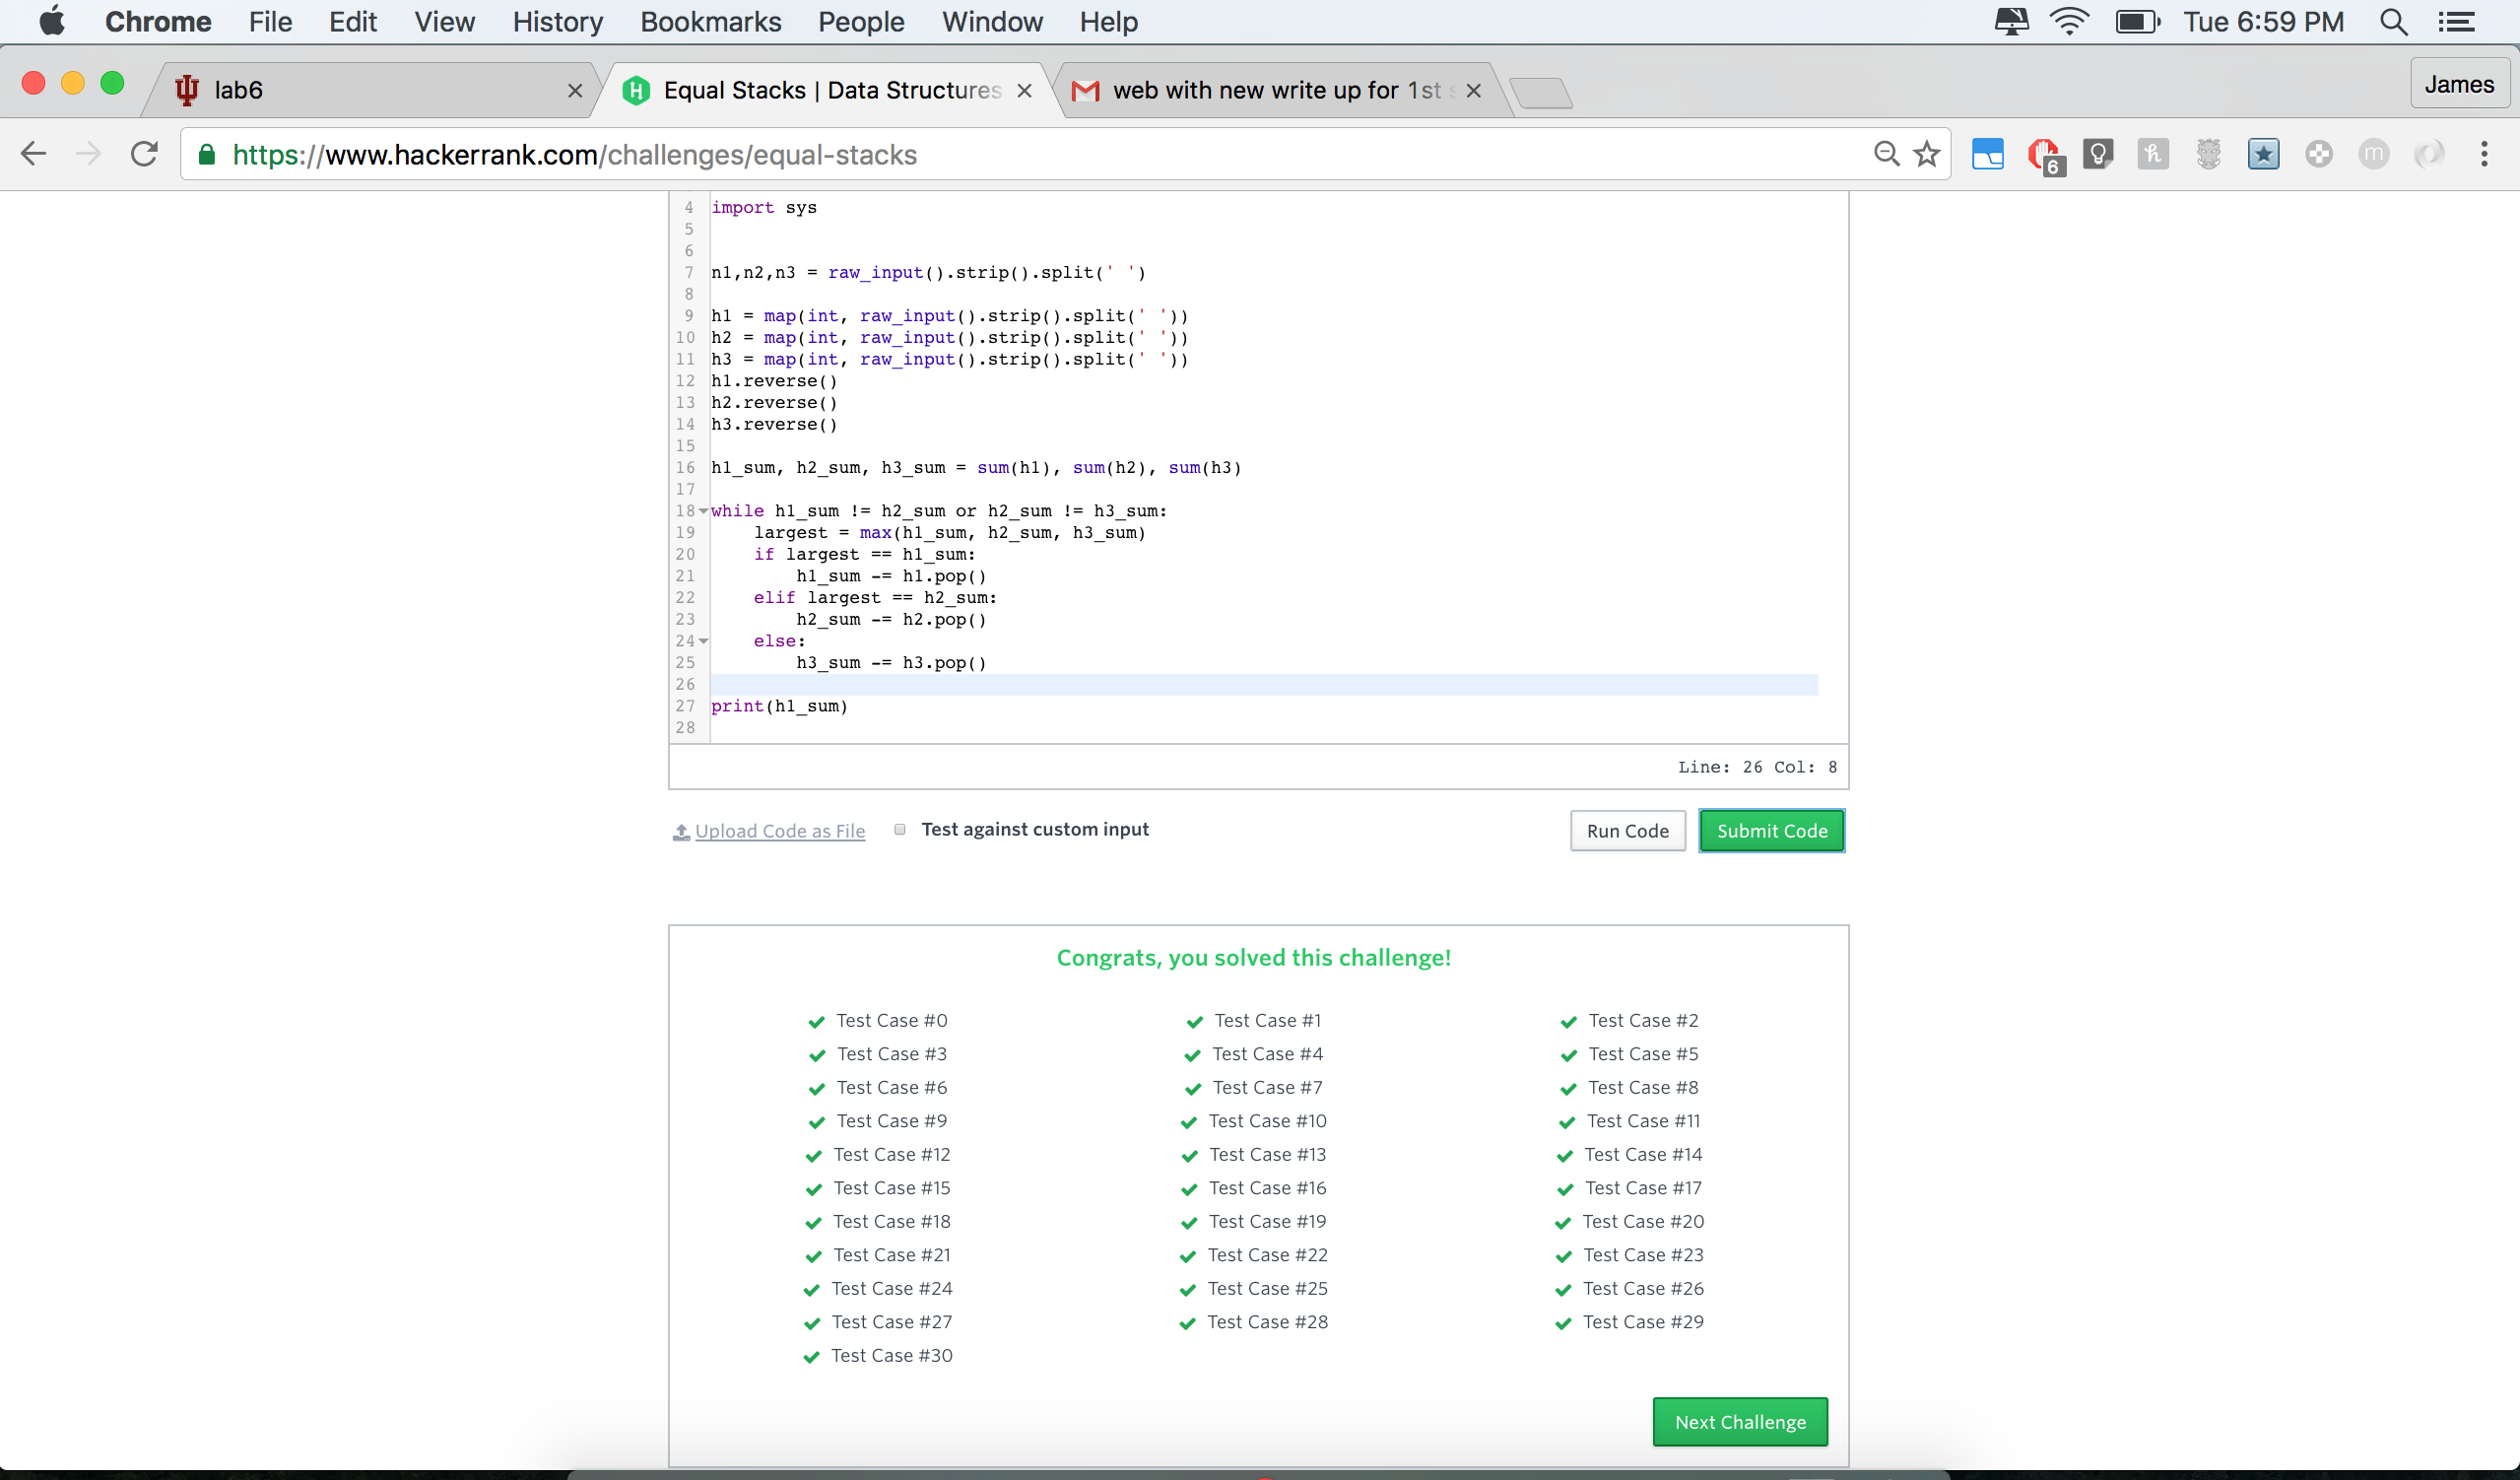 Chrome File Edit View History Bookmarks People Window Help Tue 6:59 PM
lab6 Equal Stacks | Data Structures web with new write up for 1st s James
https://www.hackerrank.com/challenges/equal-stacks 6 h m
4 import sys
5
6
7 n1,n2,n3 = raw_input().strip().split(' ')
8
9 h1 = map(int, raw_input().strip().split(' '))
10 h2 = map(int, raw_input().strip().split(' '))
11 h3 = map(int, raw_input().strip().split(' '))
12 h1.reverse()
13 h2.reverse()
14 h3.reverse()
15
16 h1_sum, h2_sum, h3_sum = sum(h1), sum(h2), sum(h3)
17
18 while h1_sum != h2_sum or h2_sum != h3_sum:
19     largest = max(h1_sum, h2_sum, h3_sum)
20     if largest == h1_sum:
21         h1_sum -= h1.pop()
22     elif largest == h2_sum:
23         h2_sum -= h2.pop()
24     else:
25         h3_sum -= h3.pop()
26
27 print(h1_sum)
28
Line: 26 Col: 8
Upload Code as File Test against custom input Run Code Submit Code
Congrats, you solved this challenge!
Test Case #0 Test Case #1 Test Case #2
Test Case #3 Test Case #4 Test Case #5
Test Case #6 Test Case #7 Test Case #8
Test Case #9 Test Case #10 Test Case #11
Test Case #12 Test Case #13 Test Case #14
Test Case #15 Test Case #16 Test Case #17
Test Case #18 Test Case #19 Test Case #20
Test Case #21 Test Case #22 Test Case #23
Test Case #24 Test Case #25 Test Case #26
Test Case #27 Test Case #28 Test Case #29
Test Case #30
Next Challenge